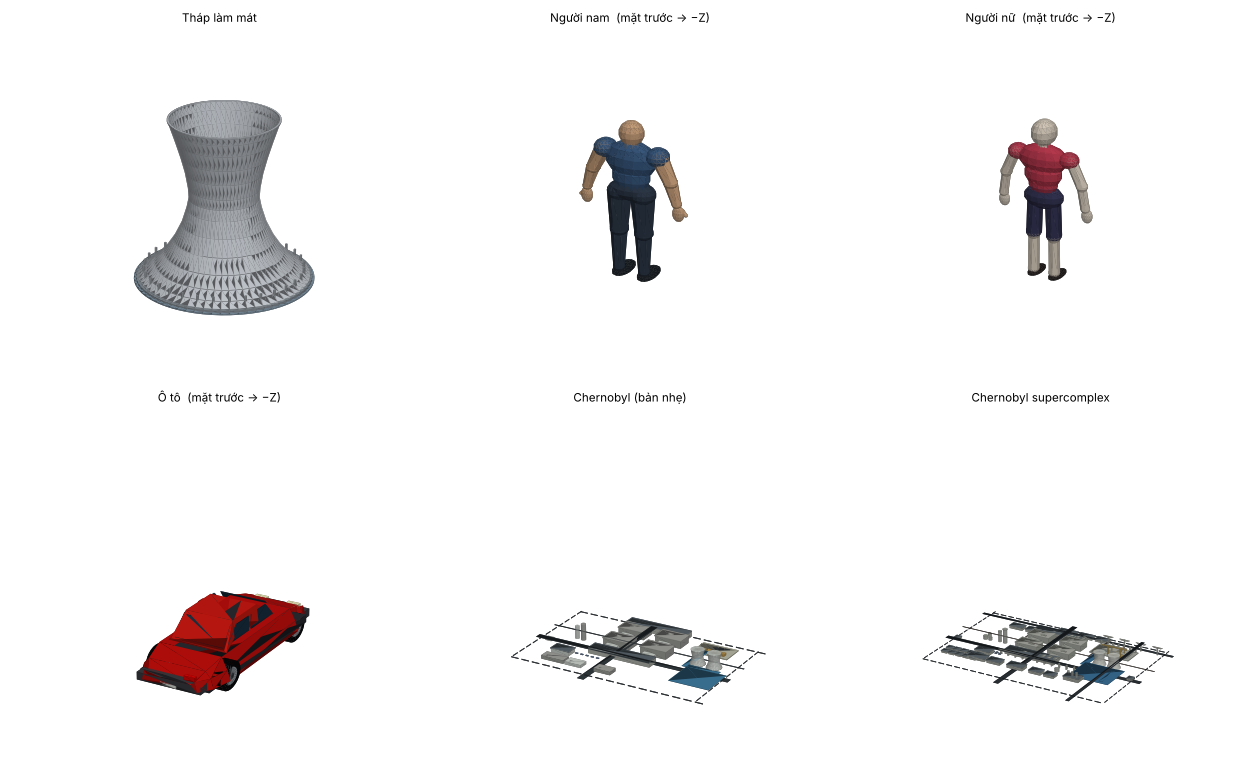 Tháp làm mát
Người nam  (mặt trước → −Z)
Người nữ  (mặt trước → −Z)
Ô tô  (mặt trước → −Z)
Chernobyl (bản nhẹ)
Chernobyl supercomplex